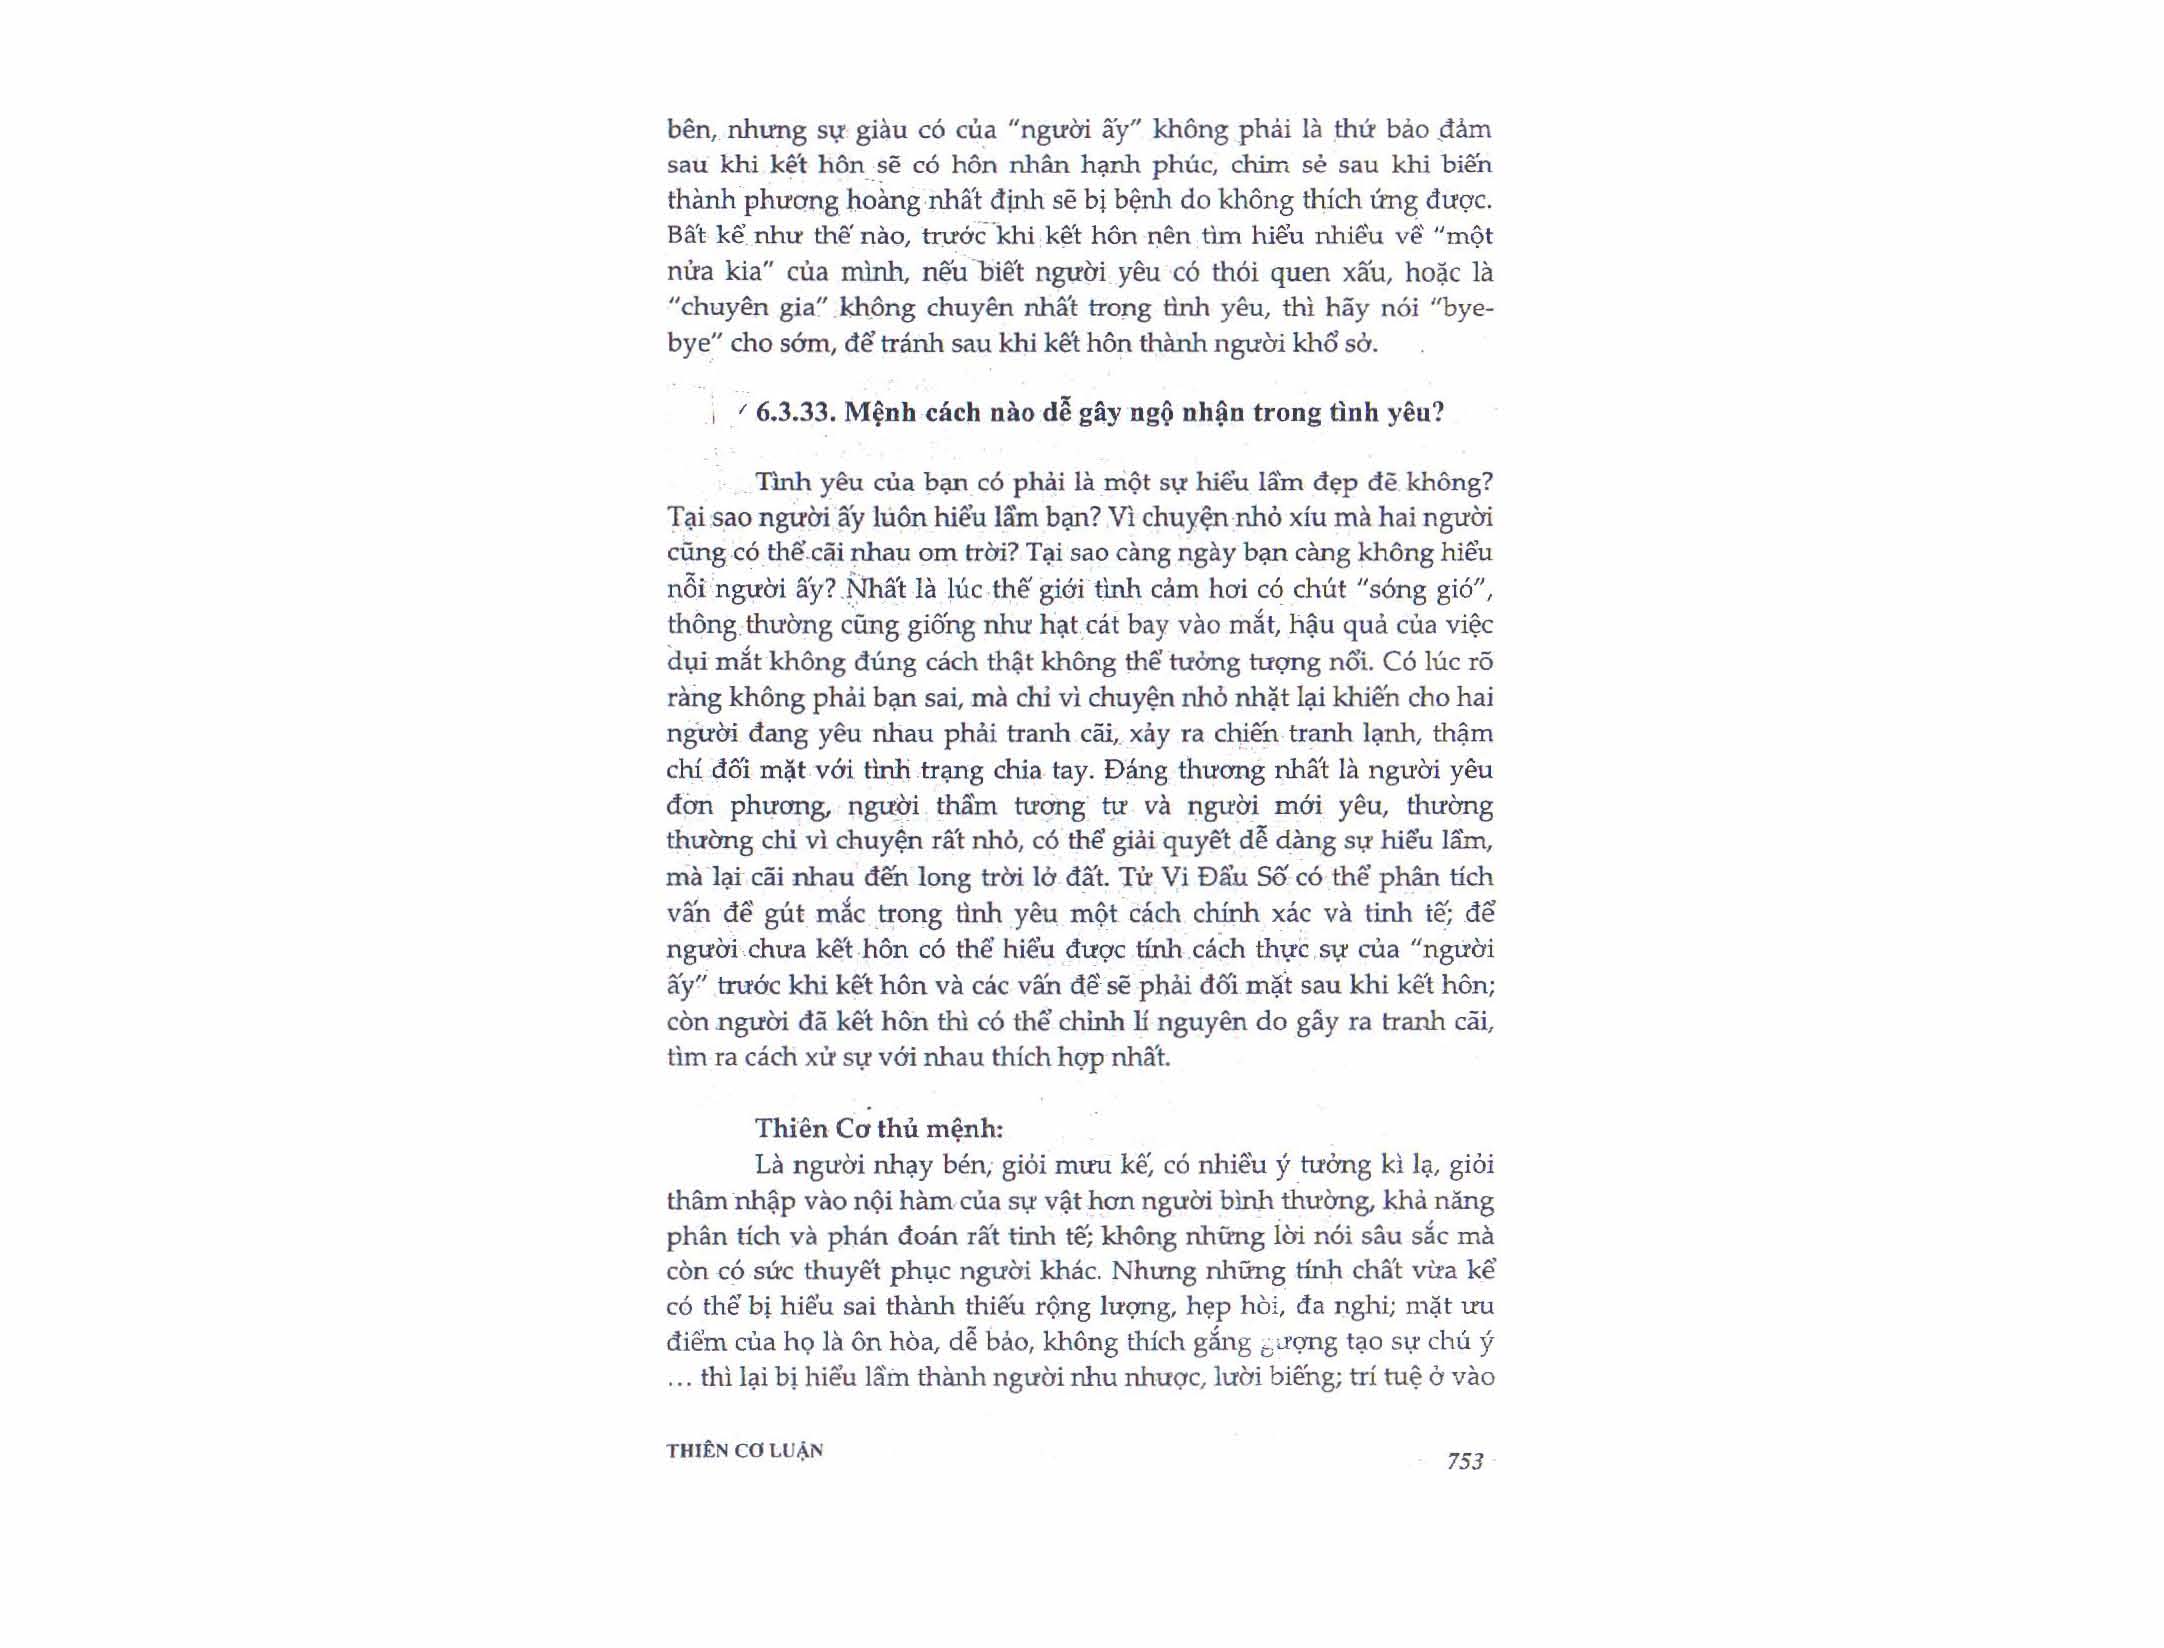 bên, nhưng sự giàu có của "người ấy" không phải là thứ bảo đảm
sau khi kết hôn sẽ có hôn nhân hạnh phúc, chim sẻ sau khi biến
thành phượng hoàng nhất định sẽ bị bệnh do không thích ứng được.
Bất kể như thế nào, trước khi kết hôn nên tìm hiểu nhiều về "một
nửa kia" của mình, nếu biết người yêu có thói quen xấu, hoặc là
"chuyên gia" không chuyên nhất trong tình yêu, thì hãy nói "bye-
bye" cho sớm, để tránh sau khi kết hôn thành người khổ sở.
6.3.33. Mệnh cách nào dễ gây ngộ nhận trong tình yêu?
Tình yêu của bạn có phải là một sự hiểu lầm đẹp đẽ không?
Tại sao người ấy luôn hiểu lầm bạn? Vì chuyện nhỏ xíu mà hai người
cũng có thể cãi nhau om trời? Tại sao càng ngày bạn càng không hiểu
nỗi người ấy? Nhất là lúc thế giới tình cảm hơi có chút "sóng gió",
thông thường cũng giống như hạt cát bay vào mắt, hậu quả của việc
dụi mắt không đúng cách thật không thể tưởng tượng nổi. Có lúc rõ
ràng không phải bạn sai, mà chỉ vì chuyện nhỏ nhặt lại khiến cho hai
người đang yêu nhau phải tranh cãi, xảy ra chiến tranh lạnh, thậm
chí đối mặt với tình trạng chia tay. Đáng thương nhất là người yêu
đơn phương, người thầm tương tư và người mới yêu, thường
thường chỉ vì chuyện rất nhỏ, có thể giải quyết dễ dàng sự hiểu lầm,
mà lại cãi nhau đến long trời lở đất. Tử Vi Đẩu Số có thể phân tích
vấn đề gút mắc trong tình yêu một cách chính xác và tinh tế; để
người chưa kết hôn có thể hiểu được tính cách thực sự của "người
ấy" trước khi kết hôn và các vấn đề sẽ phải đối mặt sau khi kết hôn;
còn người đã kết hôn thì có thể chỉnh lí nguyên do gây ra tranh cãi,
tìm ra cách xử sự với nhau thích hợp nhất.
Thiên Cơ thủ mệnh:
Là người nhạy bén, giỏi mưu kế, có nhiều ý tưởng kì lạ, giỏi
thâm nhập vào nội hàm của sự vật hơn người bình thường, khả năng
phân tích và phán đoán rất tinh tế; không những lời nói sâu sắc mà
còn có sức thuyết phục người khác. Nhưng những tính chất vừa kể
có thể bị hiểu sai thành thiếu rộng lượng, hẹp hòi, đa nghi; mặt ưu
điểm của họ là ôn hòa, dễ bảo, không thích gắng gượng tạo sự chú ý
... thì lại bị hiểu lầm thành người nhu nhược, lười biếng; trí tuệ ở vào
THIÊN CƠ LUẬN
753